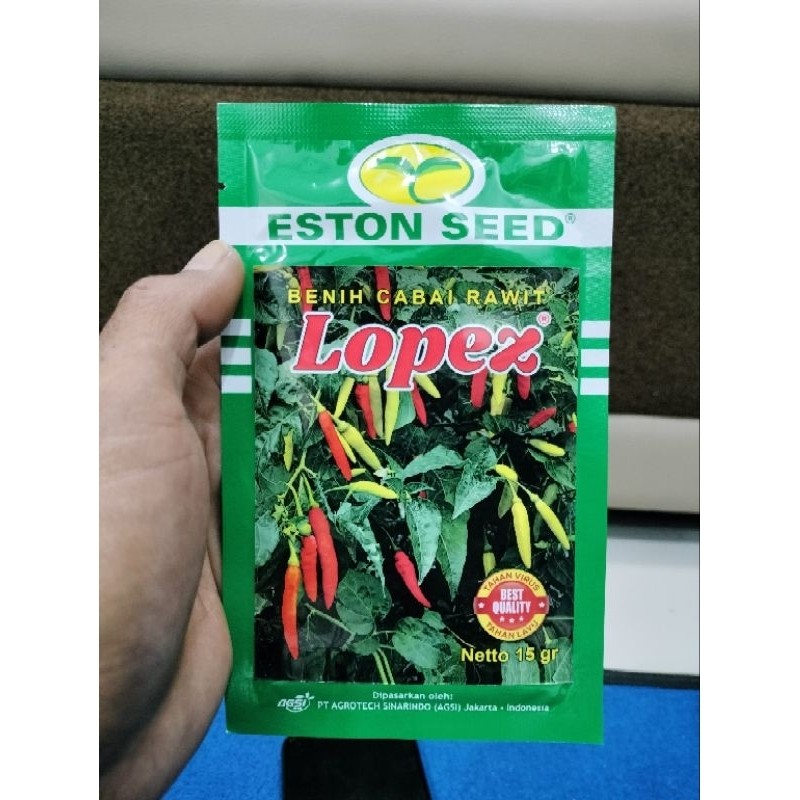 ESTON SEED®
BENIH CABAI RAWIT
Lopez®
TAHAN VIRUS
BEST
QUALITY
TAHAN LAYU
Netto 15 gr
Dipasarkan oleh:
AGSI
PT AGROTECH SINARINDO (AGSI) Jakarta - Indonesia